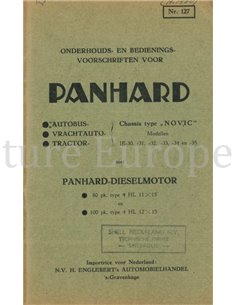 Nr. 127
ONDERHOUDS- EN BEDIENINGS-
VOORSCHRIFTEN VOOR
PANHARD
AUTOBUS- Chassis type „NOVIC"
VRACHTAUTO- Modellen
TRACTOR-
met
PANHARD-DIESELMOTOR
80 pk. type 4 HL
en
100 pk. type 4 HL
SHELL NEDERLAND N.V.
TECHNISCHE DIENST
Importrice voor Nederland:
N.V. H. ENGLEBERT'S AUTOMOBIELHANDEL
's-Gravenhage
ture Europe